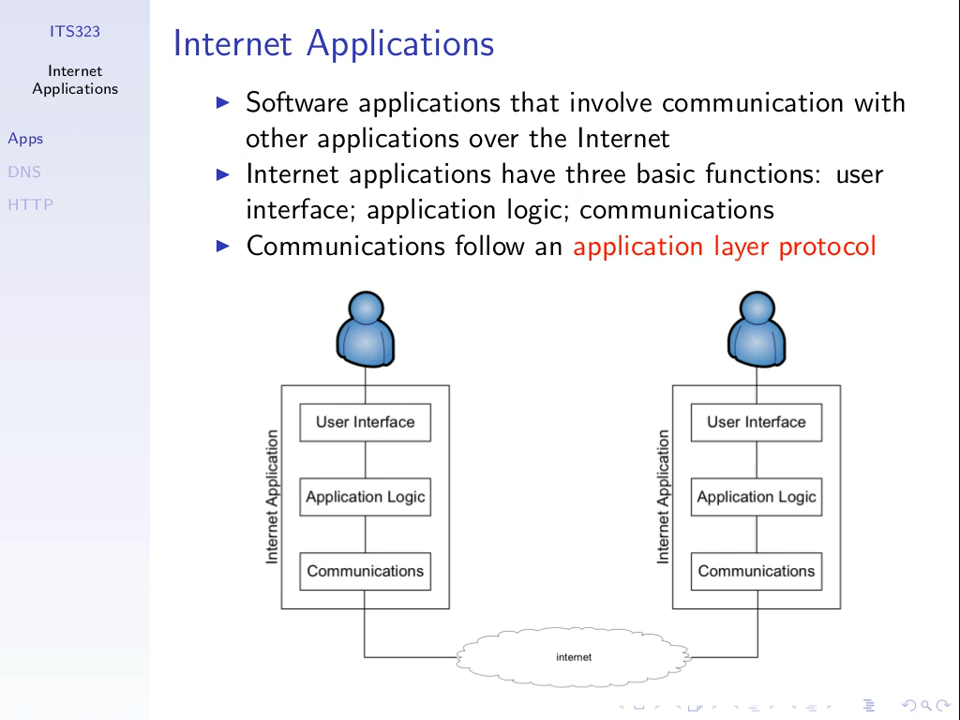 ITS323
Internet
Applications
Apps
DNS
HTTP
Internet Applications
Software applications that involve communication with
other applications over the Internet
Internet applications have three basic functions: user
interface; application logic; communications
Communications follow an application layer protocol
Internet Application
User Interface
Application Logic
Communications
Internet Application
User Interface
Application Logic
Communications
internet